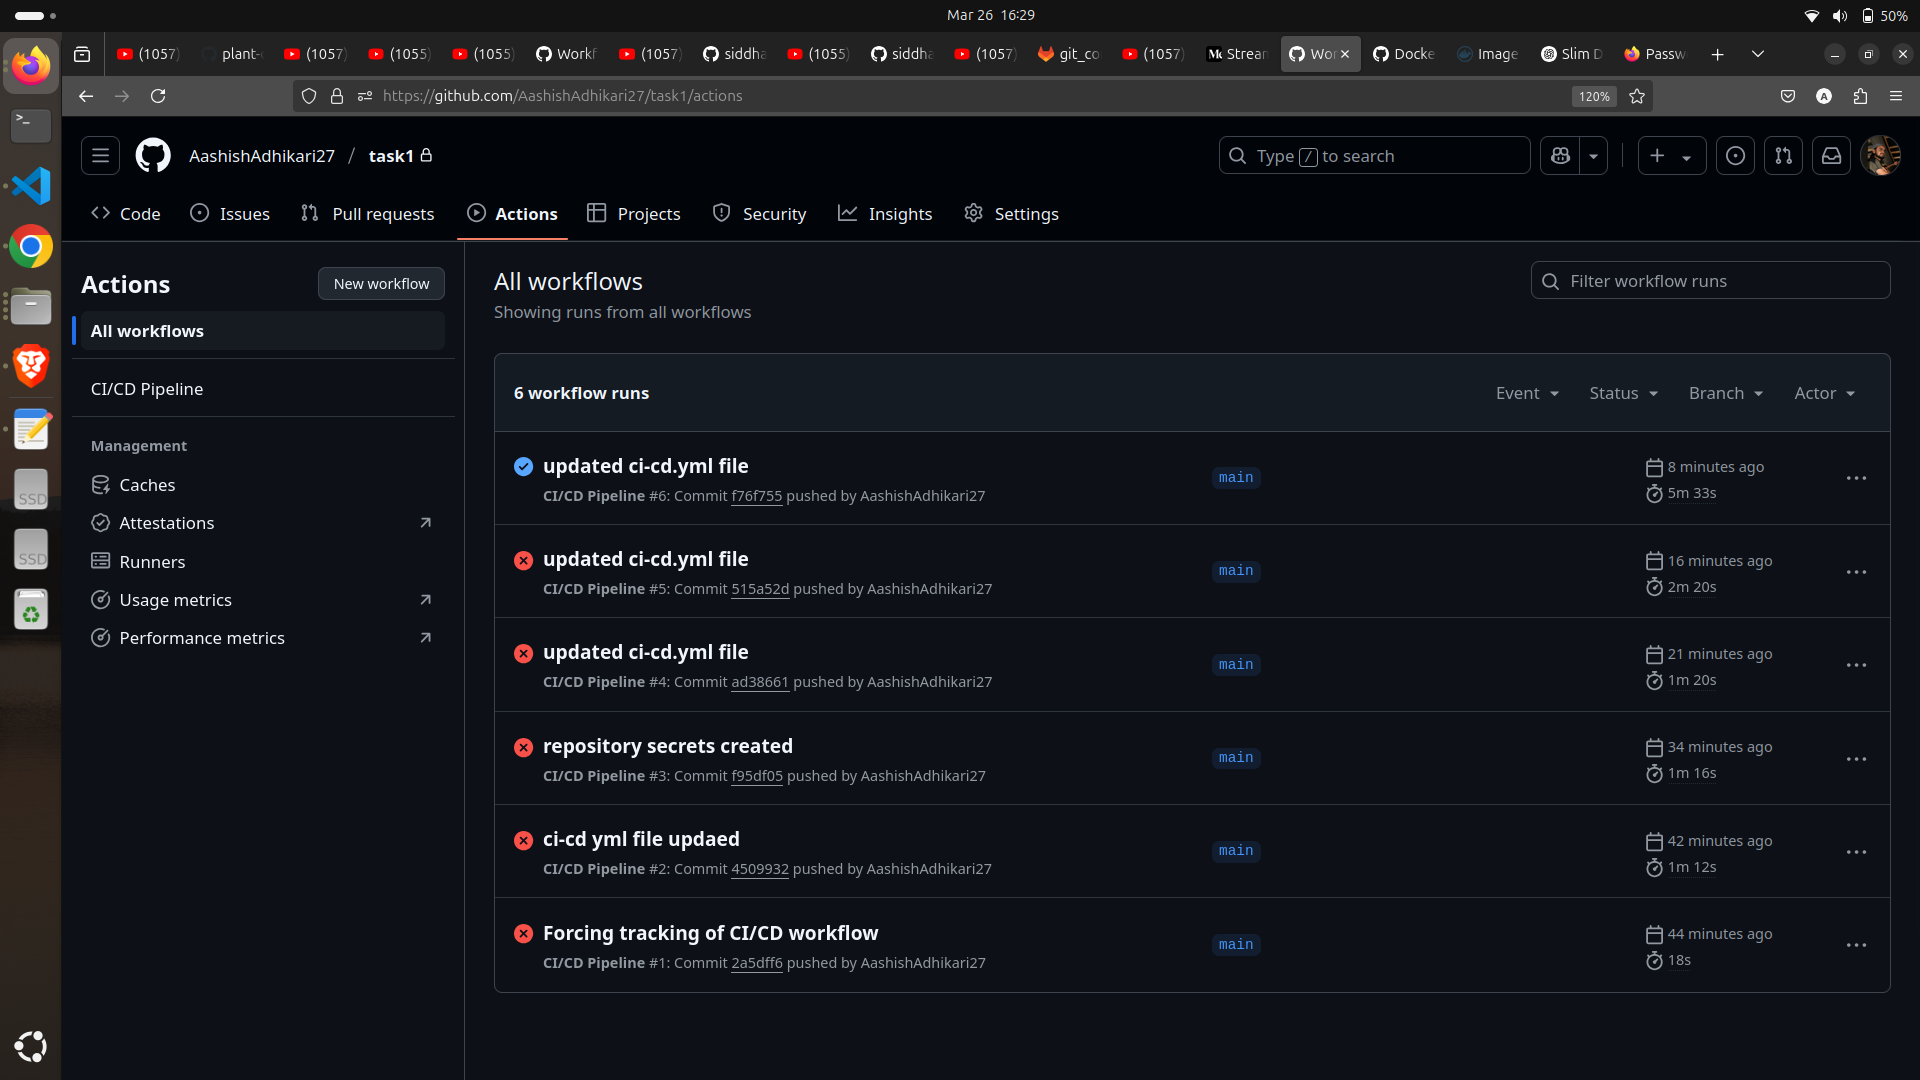 Mar 26 16:29
50%
(1057)
plant-
(1057)
(1055)
(1055)
Workf
(1057)
siddha
(1055)
siddha
(1057)
git_co
(1057)
Stream
Wor
Docke
Image
Slim D
Passw
https://github.com/AashishAdhikari27/task1/actions
120%
A
AashishAdhikari27 / task1
Type / to search
Code
Issues
Pull requests
Actions
Projects
Security
Insights
Settings
Actions
New workflow
All workflows
CI/CD Pipeline
Management
Caches
Attestations
Runners
Usage metrics
Performance metrics
All workflows
Showing runs from all workflows
Filter workflow runs
6 workflow runs
Event
Status
Branch
Actor
updated ci-cd.yml file
CI/CD Pipeline #6: Commit f76f755 pushed by AashishAdhikari27
main
8 minutes ago
5m 33s
updated ci-cd.yml file
CI/CD Pipeline #5: Commit 515a52d pushed by AashishAdhikari27
main
16 minutes ago
2m 20s
updated ci-cd.yml file
CI/CD Pipeline #4: Commit ad38661 pushed by AashishAdhikari27
main
21 minutes ago
1m 20s
repository secrets created
CI/CD Pipeline #3: Commit f95df05 pushed by AashishAdhikari27
main
34 minutes ago
1m 16s
ci-cd yml file updaed
CI/CD Pipeline #2: Commit 4509932 pushed by AashishAdhikari27
main
42 minutes ago
1m 12s
Forcing tracking of CI/CD workflow
CI/CD Pipeline #1: Commit 2a5dff6 pushed by AashishAdhikari27
main
44 minutes ago
18s
SSD
SSD